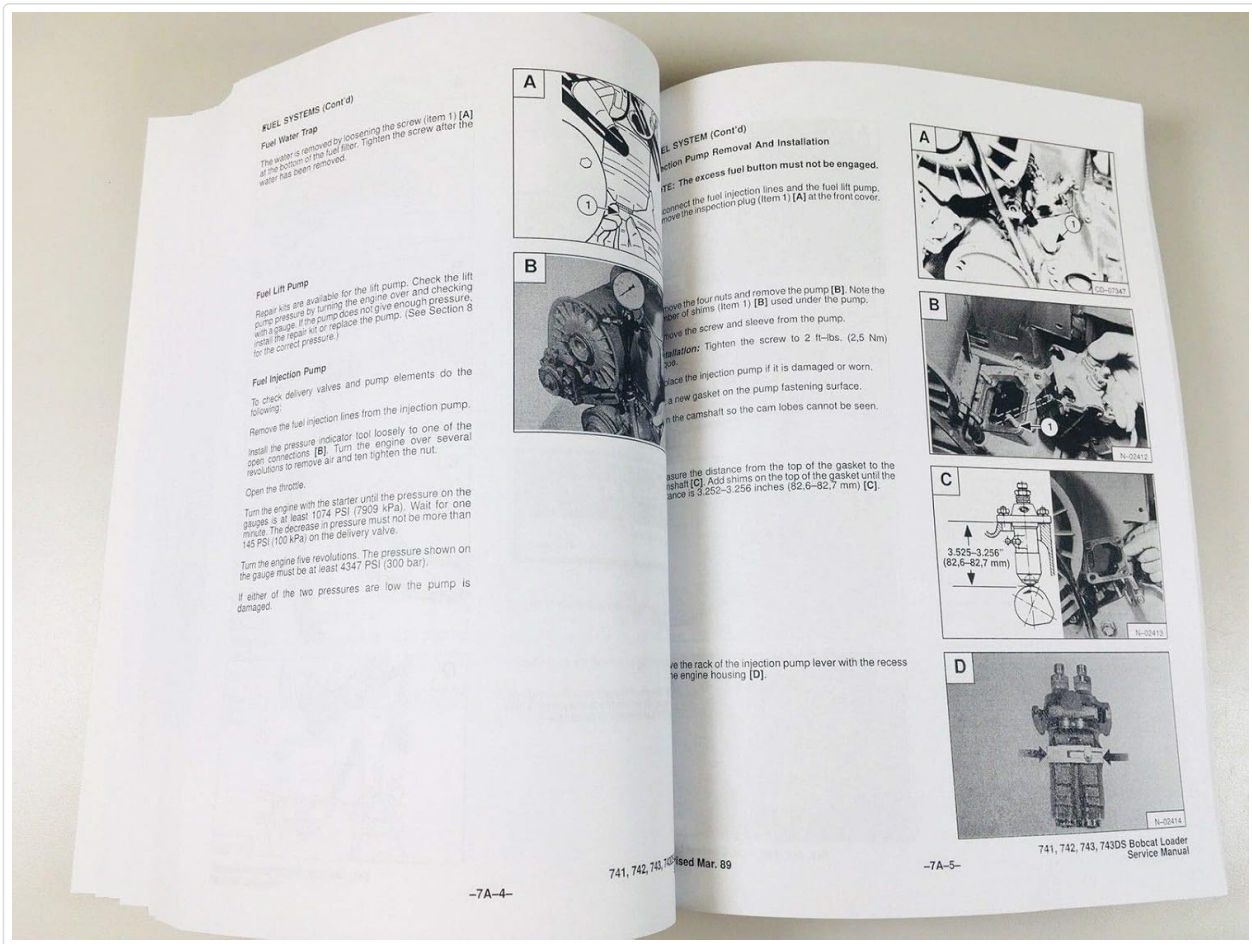 FUEL SYSTEMS (Cont'd)
Fuel Water Trap
The water is removed by loosening the screw (item 1) [A]
at the bottom of the fuel filter. Tighten the screw after the
water has been removed.
Fuel Lift Pump
Repair kits are available for the lift pump. Check the lift
pump pressure by turning the engine over and checking
with a gauge. If the pump does not give enough pressure,
install the repair kit or replace the pump. (See Section 8
for the correct pressure.)
Fuel Injection Pump
To check delivery valves and pump elements do the
following:
Remove the fuel injection lines from the injection pump.
Install the pressure indicator tool loosely to one of the
open connections [B]. Turn the engine over several
revolutions to remove air and ten tighten the nut.
Open the throttle.
Turn the engine with the starter until the pressure on the
gauges is at least 1074 PSI (7909 kPa). Wait for one
minute. The decrease in pressure must not be more than
145 PSI (100 kPa) on the delivery valve.
Turn the engine five revolutions. The pressure shown on
the gauge must be at least 4347 PSI (300 bar).
If either of the two pressures are low the pump is
damaged.
A
1
B
741, 742, 743,
–7A–4–
EL SYSTEM (Cont'd)
ection Pump Removal And Installation
TE: The excess fuel button must not be engaged.
connect the fuel injection lines and the fuel lift pump.
move the inspection plug (Item 1) [A] at the front cover.
move the four nuts and remove the pump [B]. Note the
mber of shims (Item 1) [B] used under the pump.
move the screw and sleeve from the pump.
tallation: Tighten the screw to 2 ft–lbs. (2,5 Nm)
que.
place the injection pump if it is damaged or worn.
a new gasket on the pump fastening surface.
n the camshaft so the cam lobes cannot be seen.
asure the distance from the top of the gasket to the
mshaft [C]. Add shims on the top of the gasket until the
tance is 3.252–3.256 inches (82,6–82,7 mm) [C].
ve the rack of the injection pump lever with the recess
he engine housing [D].
A
1
CD–07347
B
1
N–02412
C
3.525–3.256"
(82,6–82,7 mm)
N–02413
D
N–02414
ised Mar. 89
–7A–5–
741, 742, 743, 743DS Bobcat Loader
Service Manual